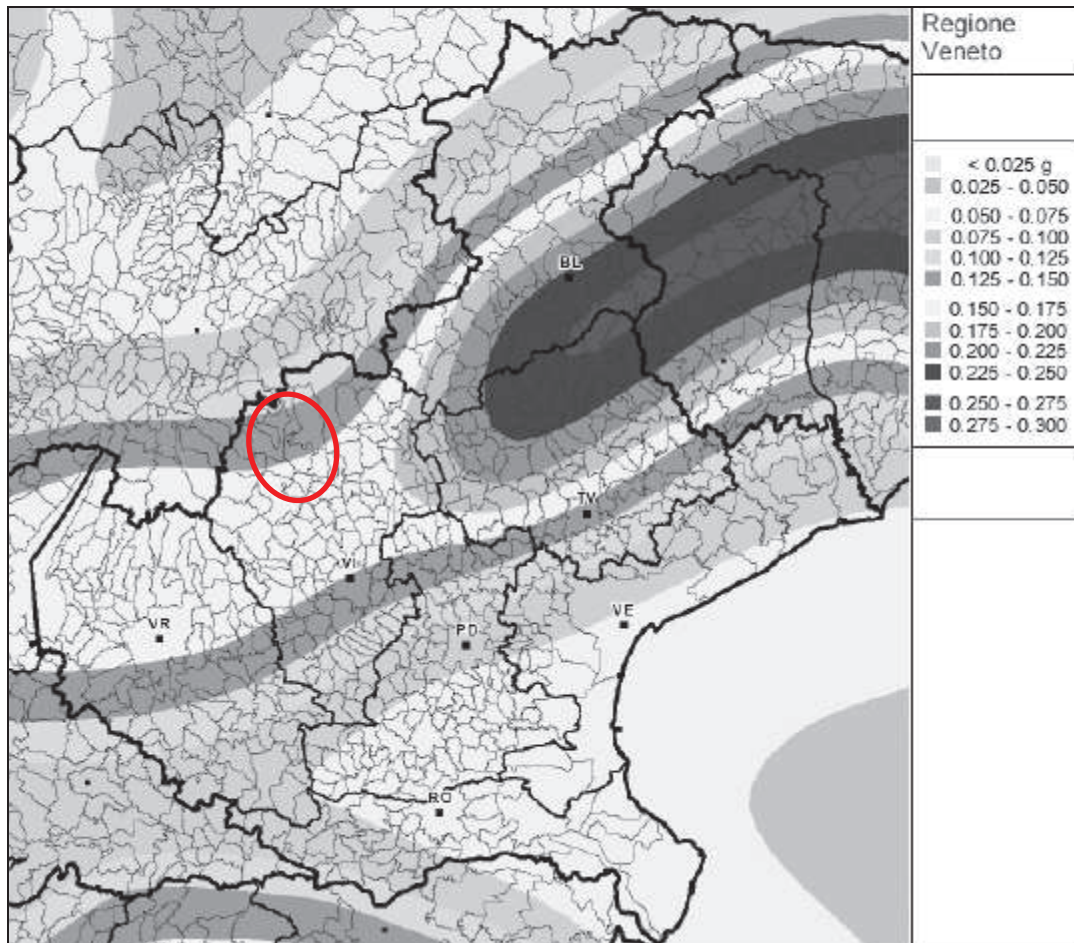 Regione
Veneto
< 0.025 g
0.025 - 0.050
0.050 - 0.075
0.075 - 0.100
0.100 - 0.125
0.125 - 0.150
0.150 - 0.175
0.175 - 0.200
0.200 - 0.225
0.225 - 0.250
0.250 - 0.275
0.275 - 0.300
BL
TV
VI
VE
VR
PD
RO